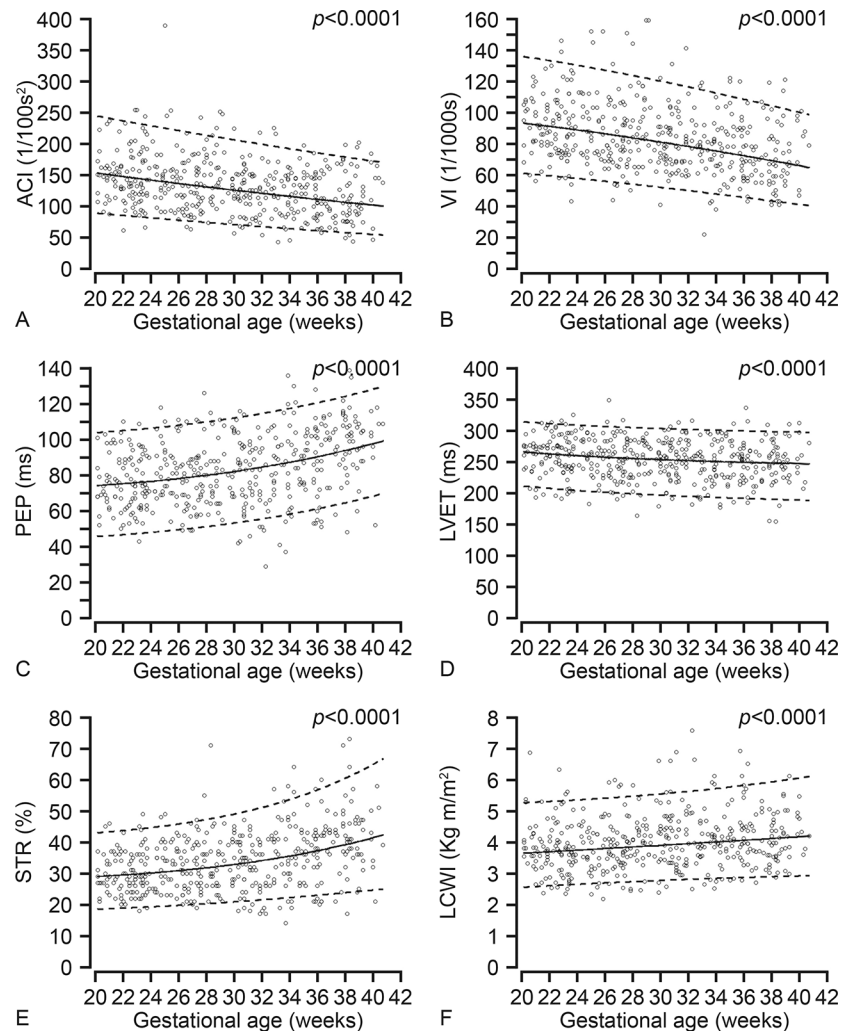 p<0.0001
ACI (1/100s²)
400
350
300
250
200
150
100
50
0
20 22 24 26 28 30 32 34 36 38 40 42
A Gestational age (weeks)
p<0.0001
VI (1/1000s)
160
140
120
100
80
60
40
20
0
20 22 24 26 28 30 32 34 36 38 40 42
B Gestational age (weeks)
p<0.0001
PEP (ms)
140
120
100
80
60
40
20
0
20 22 24 26 28 30 32 34 36 38 40 42
C Gestational age (weeks)
p<0.0001
LVET (ms)
400
350
300
250
200
150
100
50
0
20 22 24 26 28 30 32 34 36 38 40 42
D Gestational age (weeks)
p<0.0001
STR (%)
80
70
60
50
40
30
20
10
0
20 22 24 26 28 30 32 34 36 38 40 42
E Gestational age (weeks)
p<0.0001
LCWI (Kg m/m²)
8
7
6
5
4
3
2
1
0
20 22 24 26 28 30 32 34 36 38 40 42
F Gestational age (weeks)